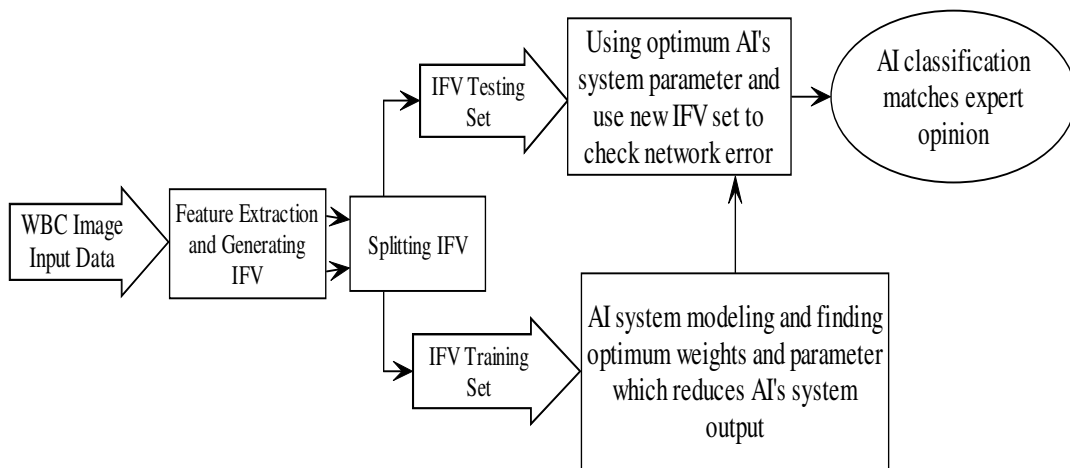 WBC Image
Input Data
Feature Extraction
and Generating
IFV
Splitting IFV
IFV Testing
Set
Using optimum AI's
system parameter and
use new IFV set to
check network error
AI classification
matches expert
opinion
IFV Training
Set
AI system modeling and finding
optimum weights and parameter
which reduces AI's system
output